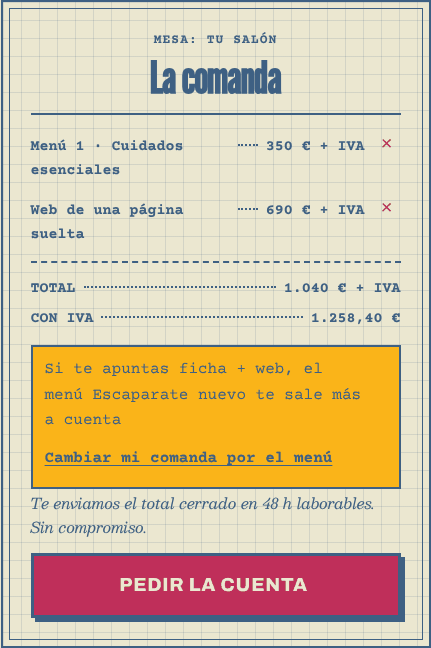 MESA: TU SALÓN
La comanda
Menú 1 · Cuidados esenciales 350 € + IVA ×
Web de una página suelta 690 € + IVA ×
TOTAL 1.040 € + IVA
CON IVA 1.258,40 €
Si te apuntas ficha + web, el
menú Escaparate nuevo te sale más
a cuenta
Cambiar mi comanda por el menú
Te enviamos el total cerrado en 48 h laborables.
Sin compromiso.
PEDIR LA CUENTA